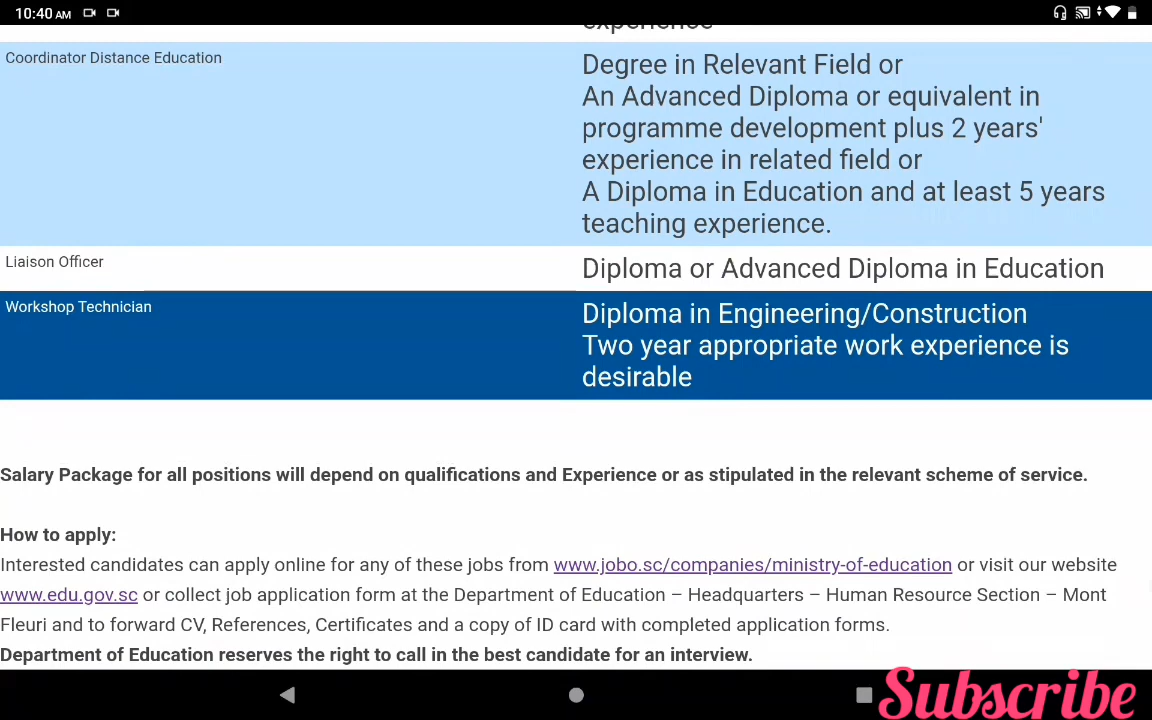 10:40 AM
experience
Coordinator Distance Education
Degree in Relevant Field or
An Advanced Diploma or equivalent in
programme development plus 2 years'
experience in related field or
A Diploma in Education and at least 5 years
teaching experience.
Liaison Officer
Diploma or Advanced Diploma in Education
Workshop Technician
Diploma in Engineering/Construction
Two year appropriate work experience is
desirable
Salary Package for all positions will depend on qualifications and Experience or as stipulated in the relevant scheme of service.
How to apply:
Interested candidates can apply online for any of these jobs from www.jobo.sc/companies/ministry-of-education or visit our website
www.edu.gov.sc or collect job application form at the Department of Education – Headquarters – Human Resource Section – Mont
Fleuri and to forward CV, References, Certificates and a copy of ID card with completed application forms.
Department of Education reserves the right to call in the best candidate for an interview.
Subscribe